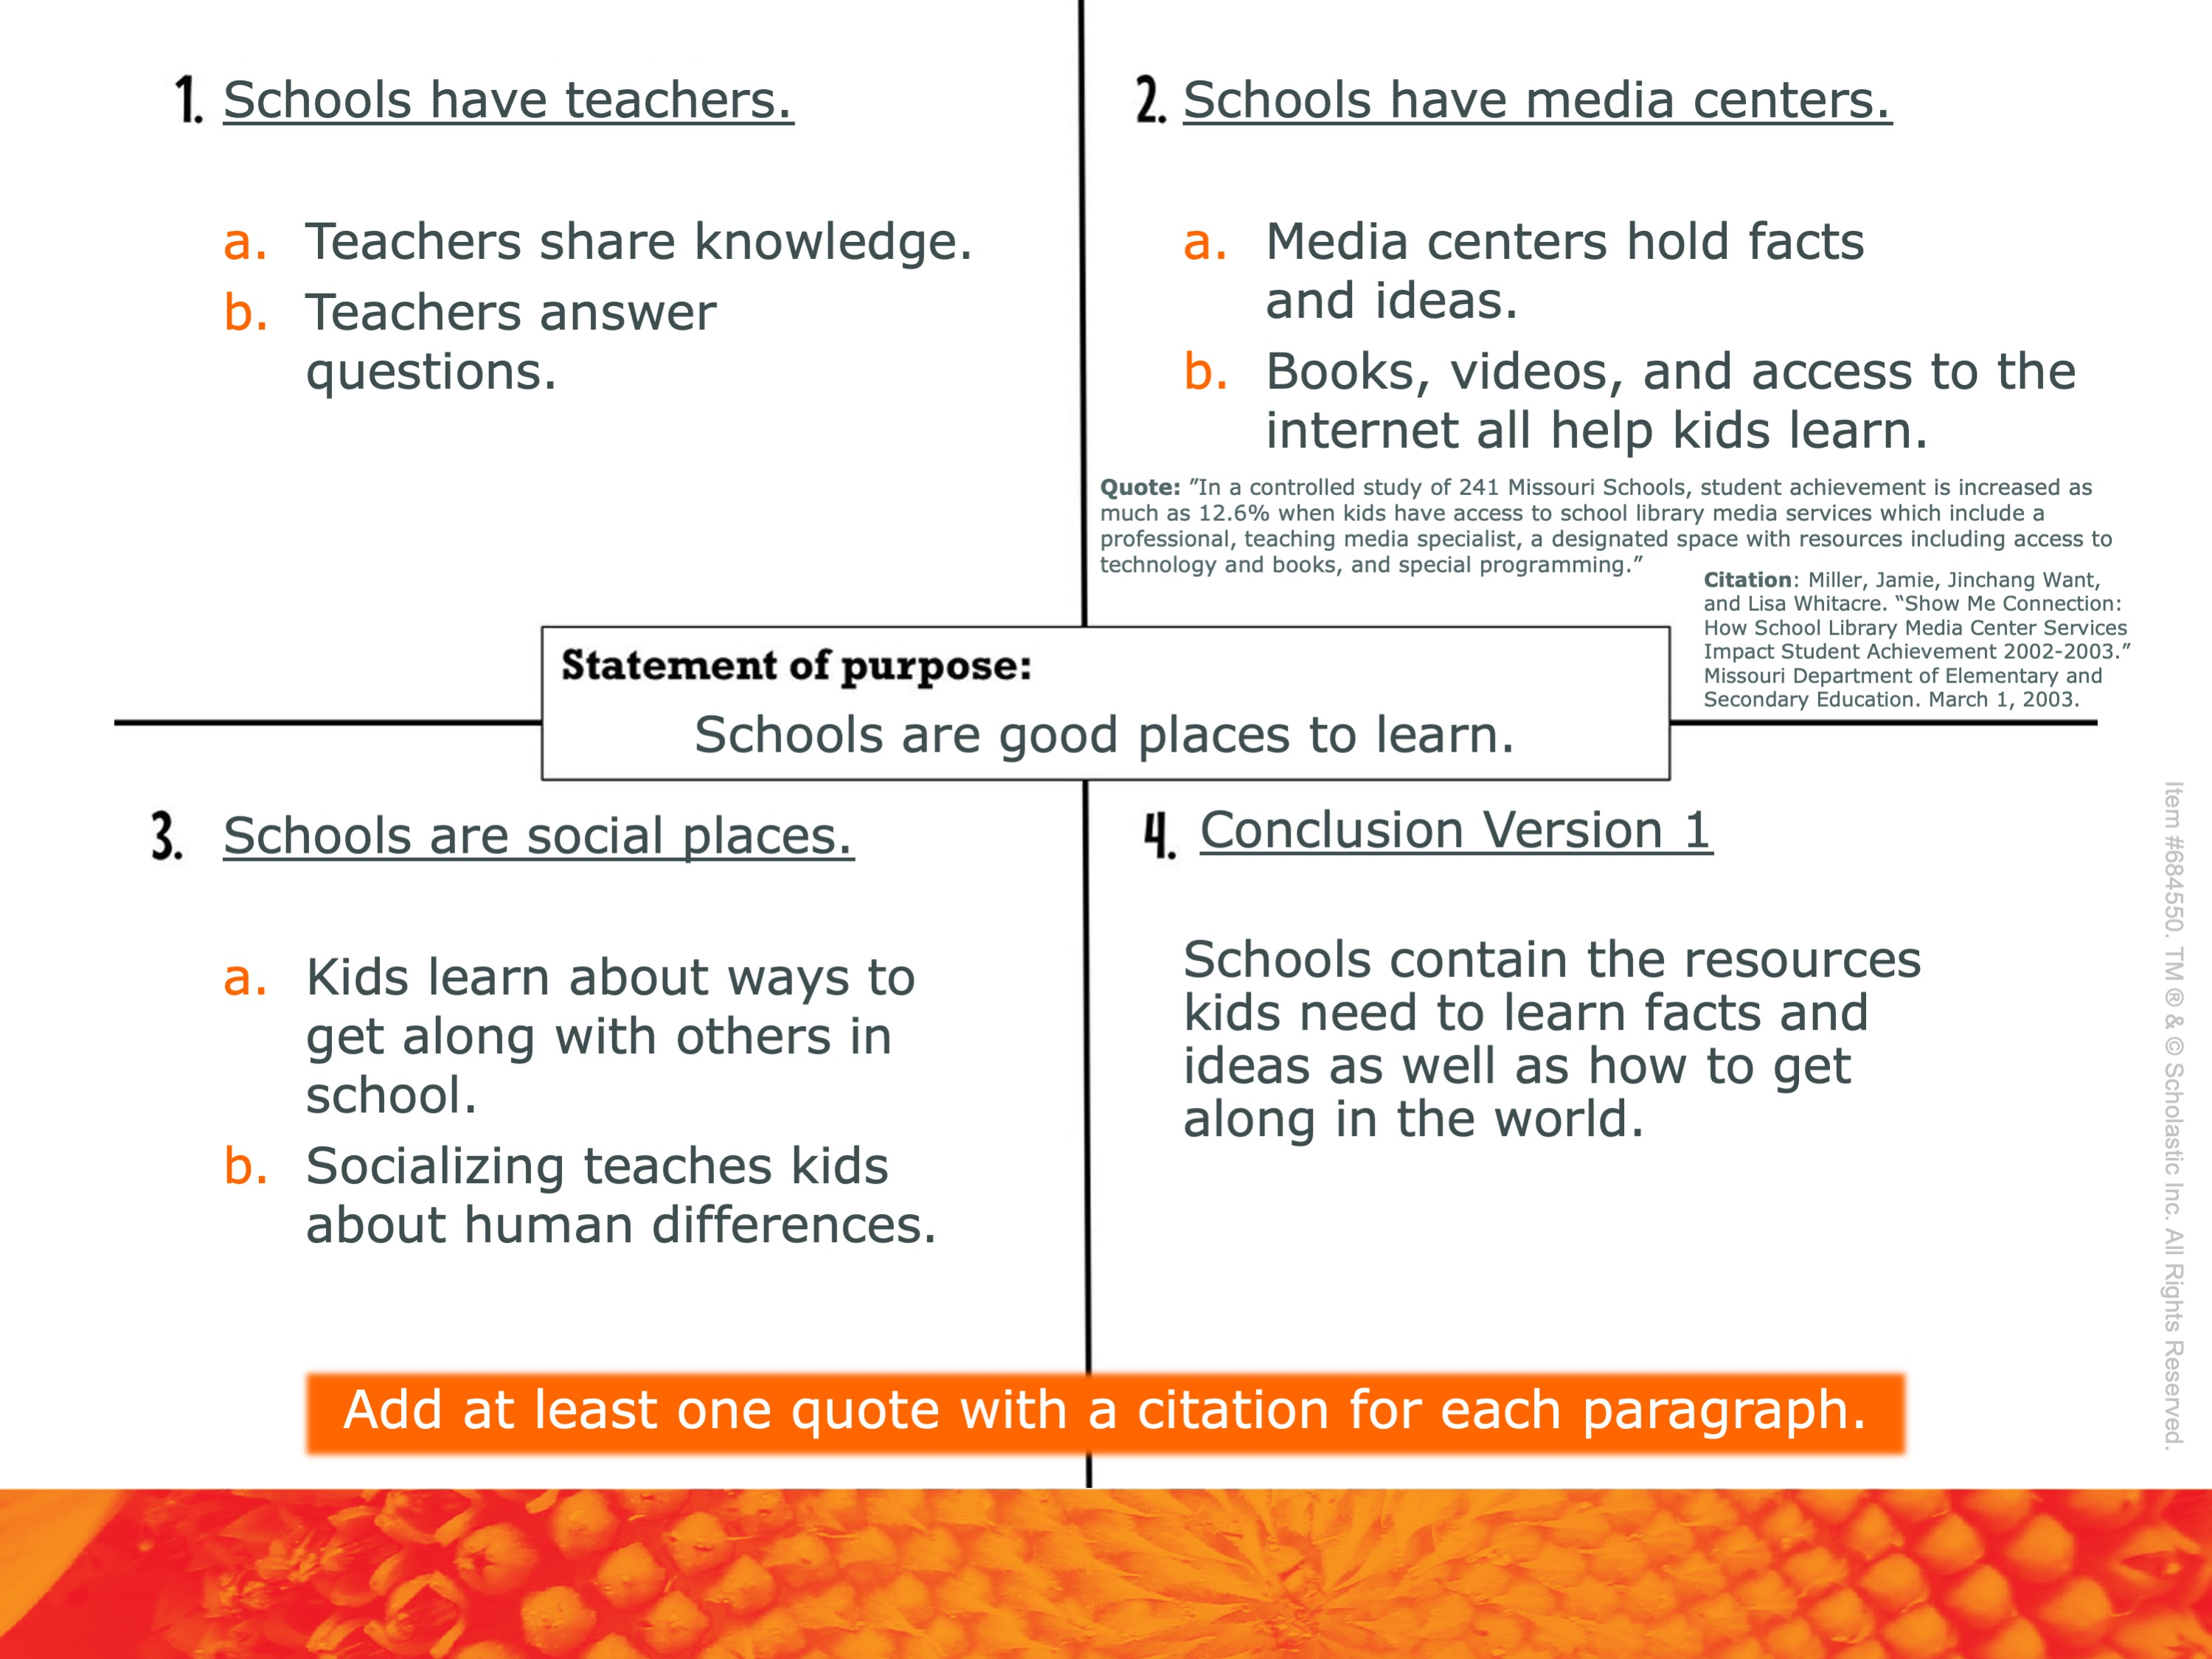 1. Schools have teachers.
a. Teachers share knowledge.
b. Teachers answer
questions.
2. Schools have media centers.
a. Media centers hold facts
and ideas.
b. Books, videos, and access to the
internet all help kids learn.
Quote: ”In a controlled study of 241 Missouri Schools, student achievement is increased as
much as 12.6% when kids have access to school library media services which include a
professional, teaching media specialist, a designated space with resources including access to
technology and books, and special programming.”
Citation: Miller, Jamie, Jinchang Want,
and Lisa Whitacre. “Show Me Connection:
How School Library Media Center Services
Impact Student Achievement 2002-2003.”
Missouri Department of Elementary and
Secondary Education. March 1, 2003.
Statement of purpose:
Schools are good places to learn.
3. Schools are social places.
a. Kids learn about ways to
get along with others in
school.
b. Socializing teaches kids
about human differences.
4. Conclusion Version 1
Schools contain the resources
kids need to learn facts and
ideas as well as how to get
along in the world.
Add at least one quote with a citation for each paragraph.
Item #684550. TM ® & © Scholastic Inc. All Rights Reserved.